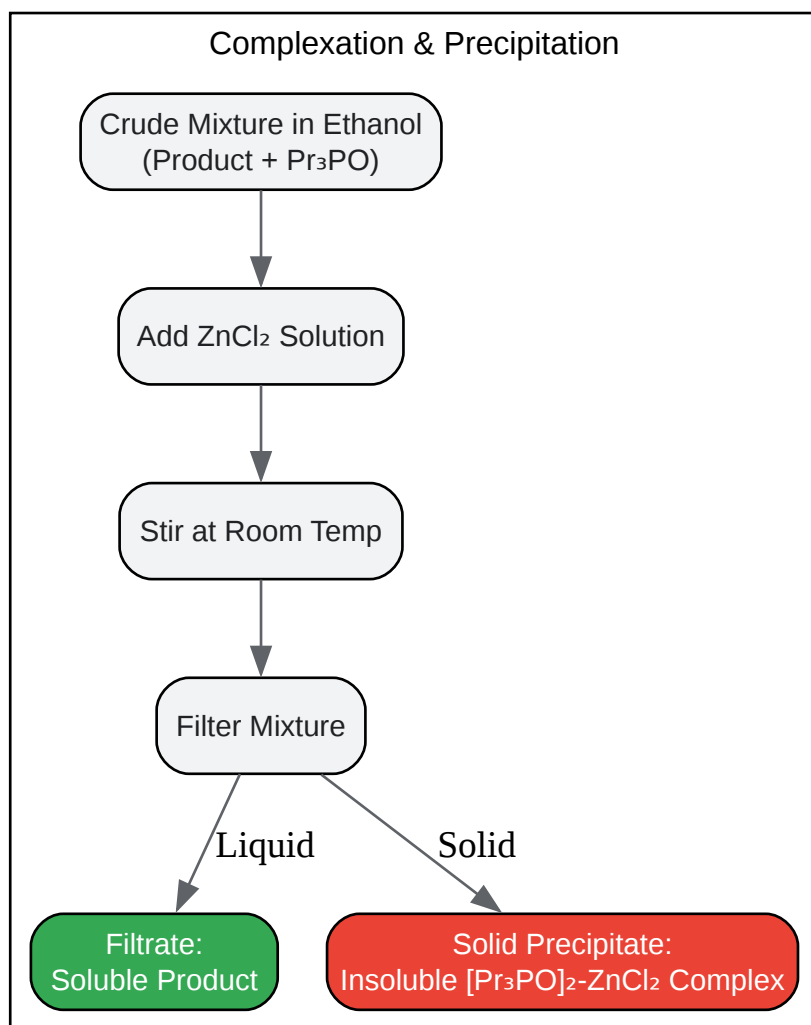 Complexation & Precipitation
Crude Mixture in Ethanol
(Product + Pr₃PO)
Add ZnCl₂ Solution
Stir at Room Temp
Filter Mixture
Liquid
Solid
Filtrate:
Soluble Product
Solid Precipitate:
Insoluble [Pr₃PO]₂-ZnCl₂ Complex